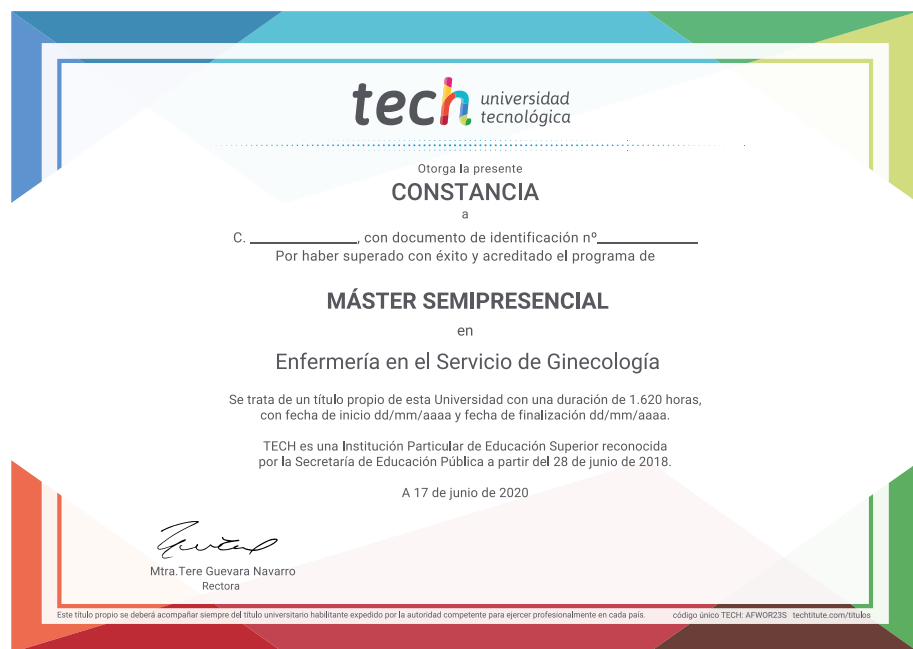 tech universidad
tecnológica
Otorga la presente
CONSTANCIA
a
C. ______________, con documento de identificación nº______________
Por haber superado con éxito y acreditado el programa de
MÁSTER SEMIPRESENCIAL
en
Enfermería en el Servicio de Ginecología
Se trata de un título propio de esta Universidad con una duración de 1.620 horas,
con fecha de inicio dd/mm/aaaa y fecha de finalización dd/mm/aaaa.
TECH es una Institución Particular de Educación Superior reconocida
por la Secretaría de Educación Pública a partir del 28 de junio de 2018.
A 17 de junio de 2020
Mtra.Tere Guevara Navarro
Rectora
Este título propio se deberá acompañar siempre del título universitario habilitante expedido por la autoridad competente para ejercer profesionalmente en cada país. código único TECH: AFWOR23S techtitute.com/titulos